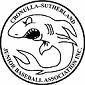 CRONULLA-SUTHERLAND
JUNIOR BASEBALL ASSOCIATION INC.